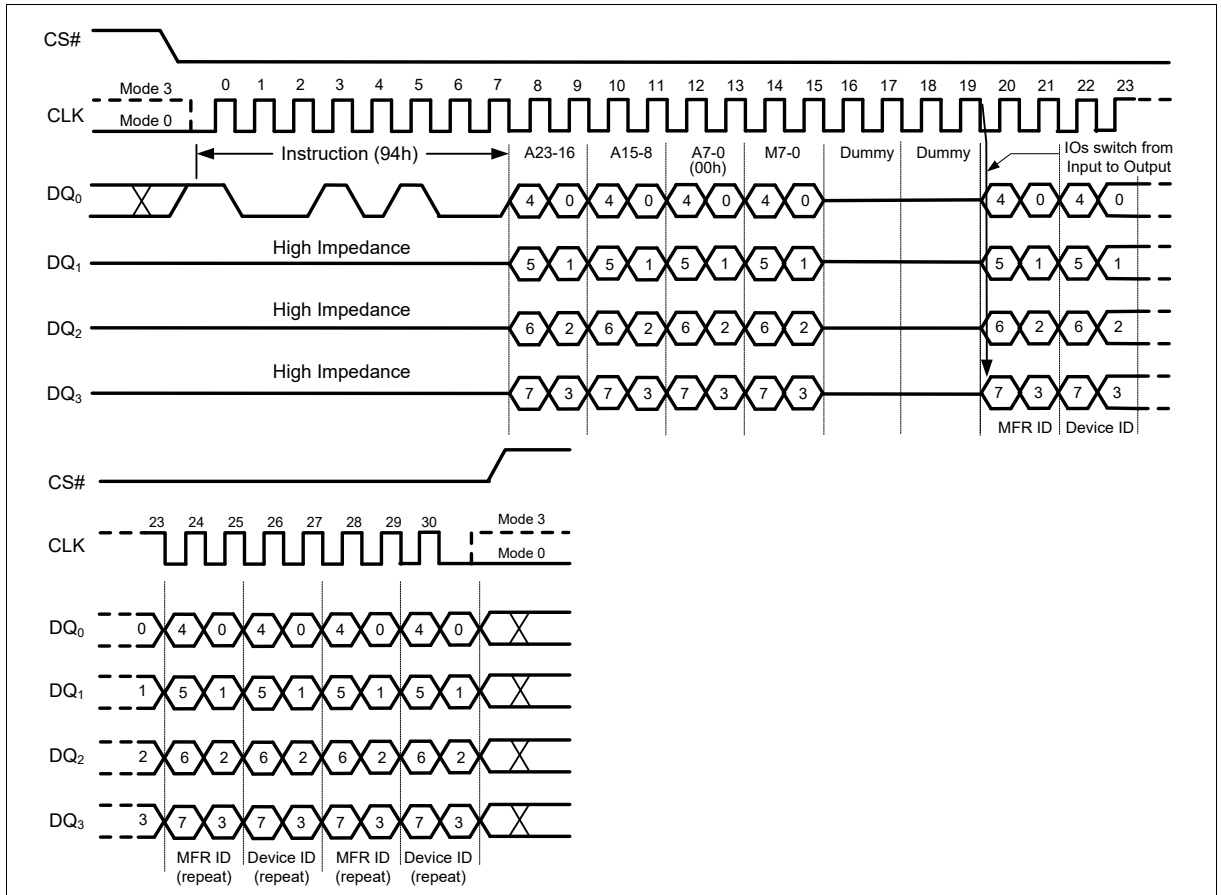 CS#
0 1 2 3 4 5 6 7 8 9 10 11 12 13 14 15 16 17 18 19 20 21 22 23
Mode 3
CLK
Mode 0
Instruction (94h) A23-16 A15-8 A7-0 (00h) M7-0 Dummy Dummy IOs switch from Input to Output
DQ0 4 0 4 0 4 0 4 0 4 0 4 0
High Impedance
DQ1 5 1 5 1 5 1 5 1 5 1 5 1
High Impedance
DQ2 6 2 6 2 6 2 6 2 6 2 6 2
High Impedance
DQ3 7 3 7 3 7 3 7 3 7 3 7 3
MFR ID Device ID
CS#
23 24 25 26 27 28 29 30 Mode 3
CLK
Mode 0
DQ0 0 4 0 4 0 4 0 4 0
DQ1 1 5 1 5 1 5 1 5 1
DQ2 2 6 2 6 2 6 2 6 2
DQ3 3 7 3 7 3 7 3 7 3
MFR ID Device ID MFR ID Device ID
(repeat) (repeat) (repeat) (repeat)